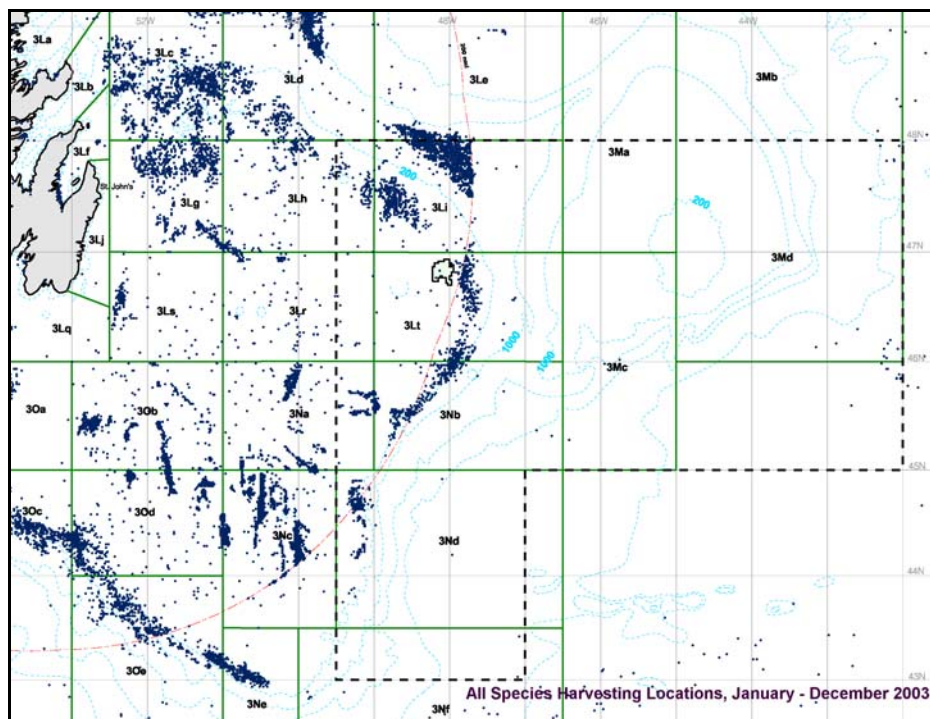 52W 48W 46W 44W
3La 3Lc 3Ld 3Le 3Mb
200 mile
3Lb
48N
3Lf 3Ma
St. John's 200
3Lg 3Lh 3Li 200
3Lj
47N
3Md
3Lq 3Ls 3Lr 3Lt
1000 1000
46N
3Mc
3Oa 3Ob 3Na 3Nb
45N
3Oc 3Od 3Nc 3Nd
44N
3Oe
43N
All Species Harvesting Locations, January - December 2003
3Ne 3Nf